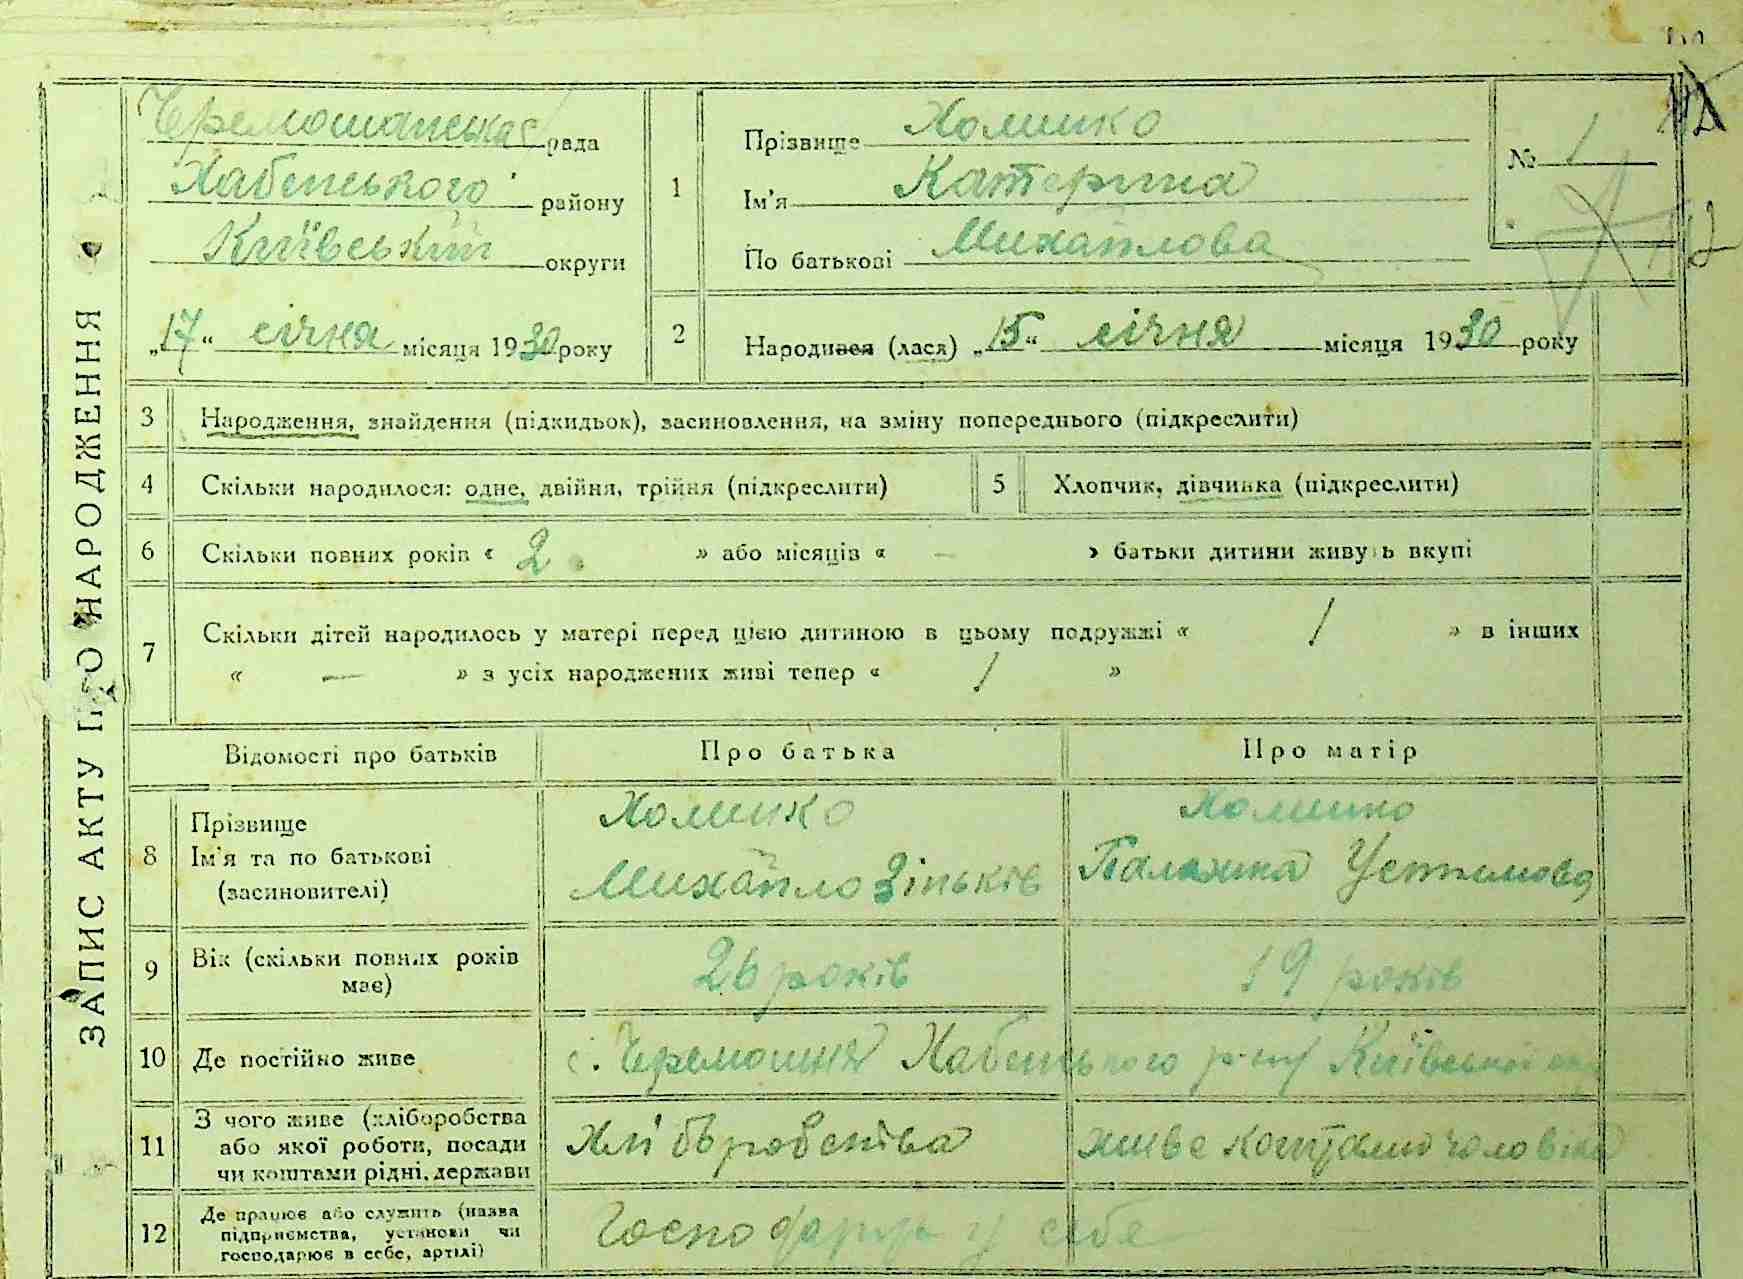 ЗАПИС АКТУ ПРО НАРОДЖЕННЯ
Черемошанська рада
Хабенського району
Київський округи
„17“ січня місяця 1930 року
1
Прізвище Хомишко
Ім'я Катерина
По батькові Михайлова
№ 1
2
Народився (лася) „15“ січня місяця 1930 року
3 Народження, знайдення (підкидьок), засиновлення, на зміну попереднього (підкреслити)
4 Скільки народилося: одне, двійня, трійня (підкреслити)
5 Хлопчик, дівчинка (підкреслити)
6 Скільки повних років « 2 » або місяців « — » батьки дитини живуть вкупі
7 Скільки дітей народилось у матері перед цією дитиною в цьому подружжі « 1 » в інших
« — » з усіх народжених живі тепер « 1 »
Відомості про батьків Про батька Про матір
8
Прізвище
Ім'я та по батькові
(засиновителі)
Хомишко
Михайло Зіньків
Хомишко
Палажка Устимова
9
Вік (скільки повних років
має)
26 років
19 років
10 Де постійно живе
с. Черемошня Хабенського р-ну Київської окр
11
З чого живе (хліборобства
або якої роботи, посади
чи коштами рідні, держави
Хліборобства
живе коштами чоловіка
12
Де працює або служить (назва
підприємства, установи чи
господарює в себе, артілі)
Господарює у себе